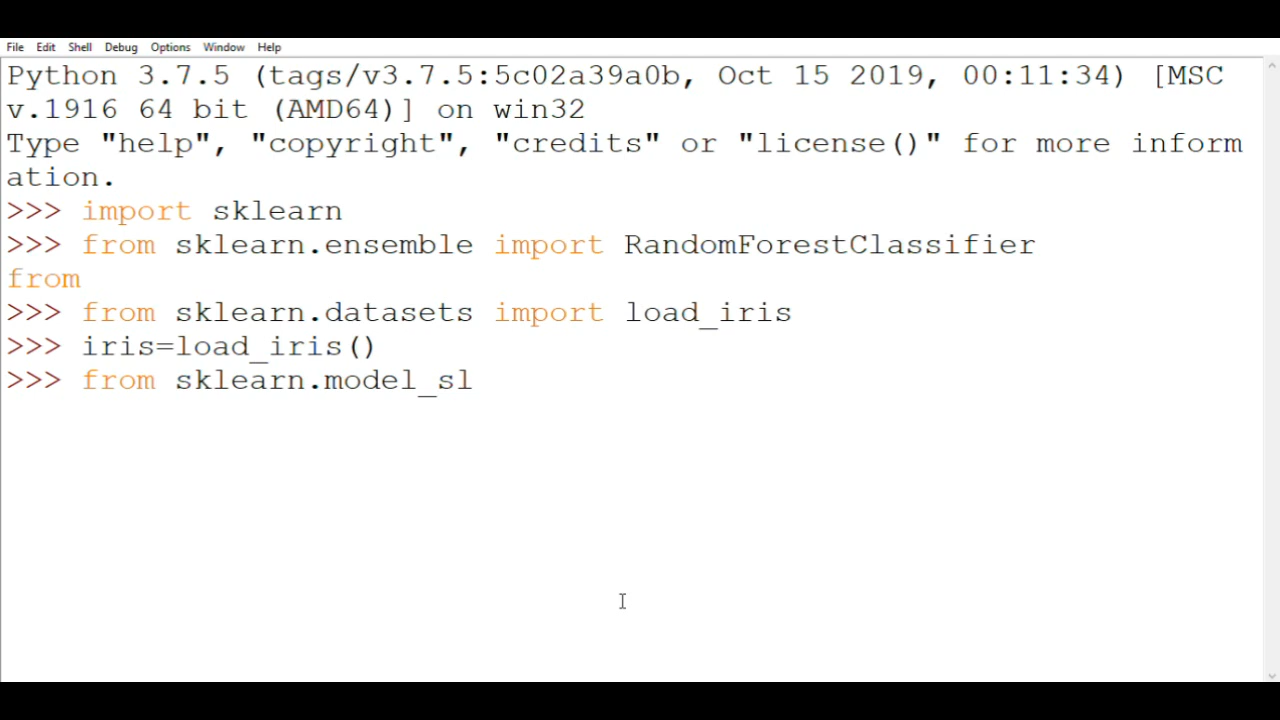 File Edit Shell Debug Options Window Help
Python 3.7.5 (tags/v3.7.5:5c02a39a0b, Oct 15 2019, 00:11:34) [MSC
v.1916 64 bit (AMD64)] on win32
Type "help", "copyright", "credits" or "license()" for more inform
ation.
>>> import sklearn
>>> from sklearn.ensemble import RandomForestClassifier
from
>>> from sklearn.datasets import load_iris
>>> iris=load_iris()
>>> from sklearn.model_sl